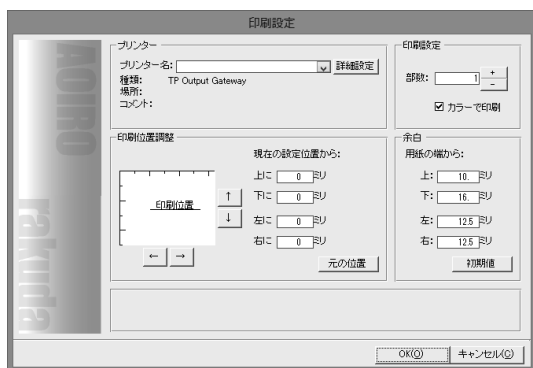 印刷設定
AOIRO
rakuda
プリンター
プリンター名:
詳細設定
種類: TP Output Gateway
場所:
コメント:
印刷設定
部数: 1
+
-
カラーで印刷
印刷位置調整
印刷位置
↑
↓
← →
現在の設定位置から:
上に 0 ミリ
下に 0 ミリ
左に 0 ミリ
右に 0 ミリ
元の位置
余白
用紙の端から:
上: 10. ミリ
下: 16. ミリ
左: 12.5 ミリ
右: 12.5 ミリ
初期値
OK(O)
キャンセル(C)